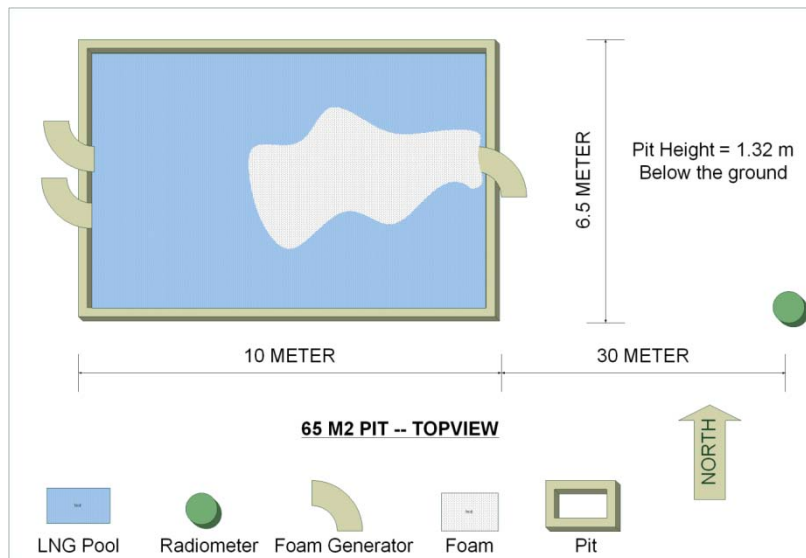 6.5 METER
Pit Height = 1.32 m
Below the ground
10 METER
30 METER
65 M2 PIT -- TOPVIEW
NORTH
LNG Pool
Radiometer
Foam Generator
Foam
Pit